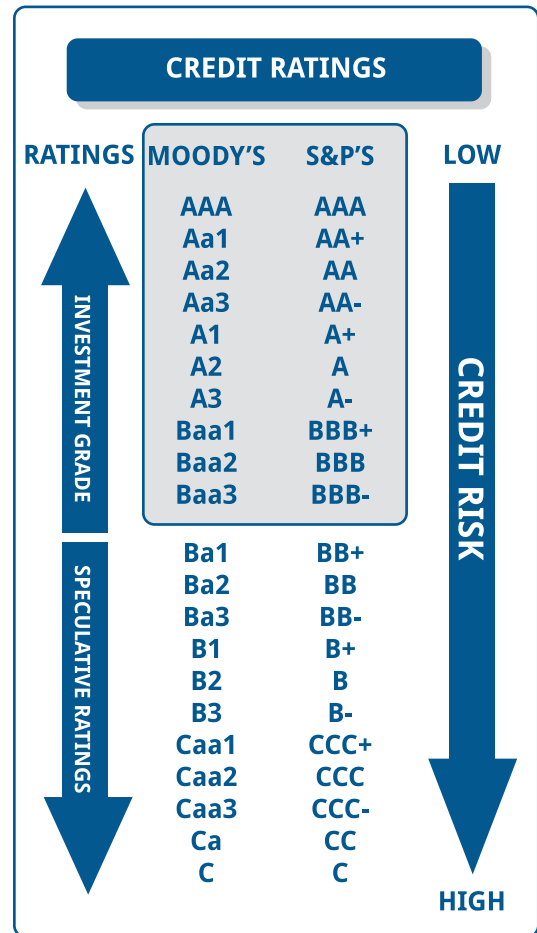 CREDIT RATINGS
RATINGS MOODY'S S&P'S LOW
AAA AAA
Aa1 AA+
Aa2 AA
Aa3 AA-
A1 A+
A2 A
A3 A-
Baa1 BBB+
Baa2 BBB
Baa3 BBB-
INVESTMENT GRADE
Ba1 BB+
Ba2 BB
Ba3 BB-
B1 B+
B2 B
B3 B-
Caa1 CCC+
Caa2 CCC
Caa3 CCC-
Ca CC
C C
SPECULATIVE RATINGS
CREDIT RISK
HIGH